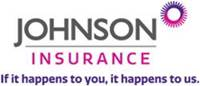 JOHNSON
INSURANCE
If it happens to you, it happens to us.